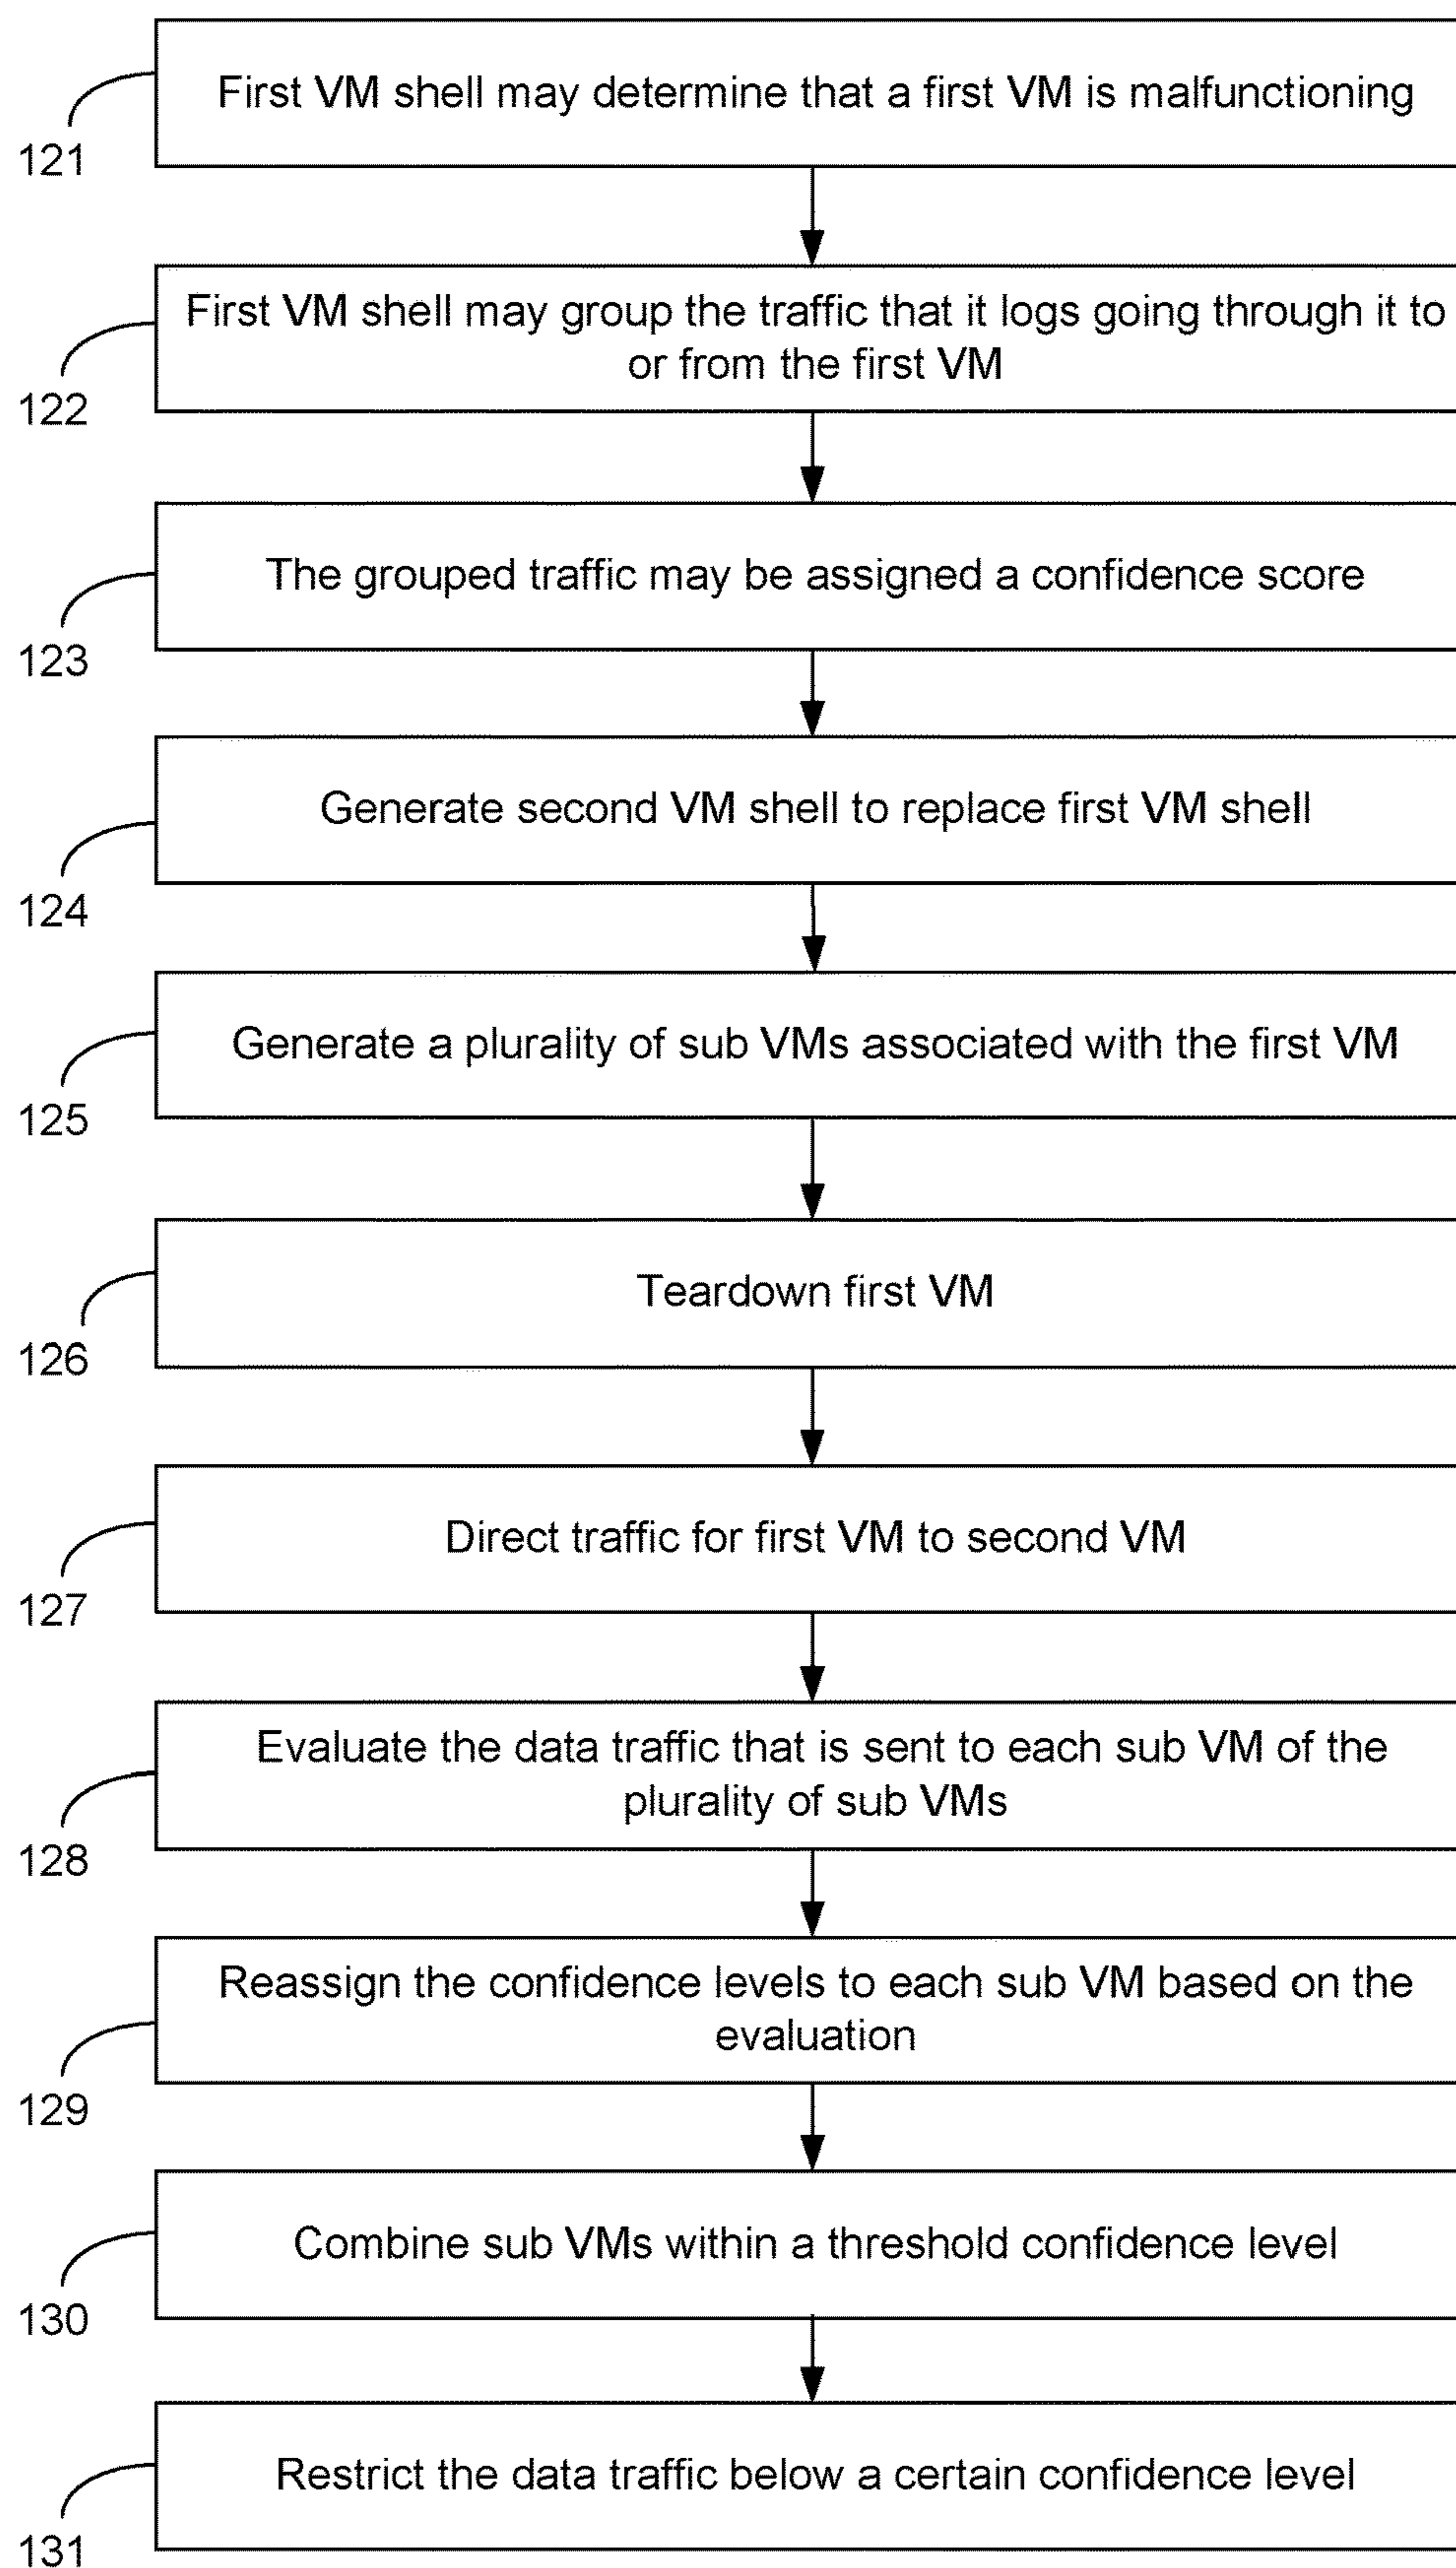 First VM shell may determine that a first VM is malfunctioning
121
First VM shell may group the traffic that it logs going through it to
or from the first VM
122
The grouped traffic may be assigned a confidence score
123
Generate second VM shell to replace first VM shell
124
Generate a plurality of sub VMs associated with the first VM
125
Teardown first VM
126
Direct traffic for first VM to second VM
127
Evaluate the data traffic that is sent to each sub VM of the
plurality of sub VMs
128
Reassign the confidence levels to each sub VM based on the
evaluation
129
Combine sub VMs within a threshold confidence level
130
Restrict the data traffic below a certain confidence level
131